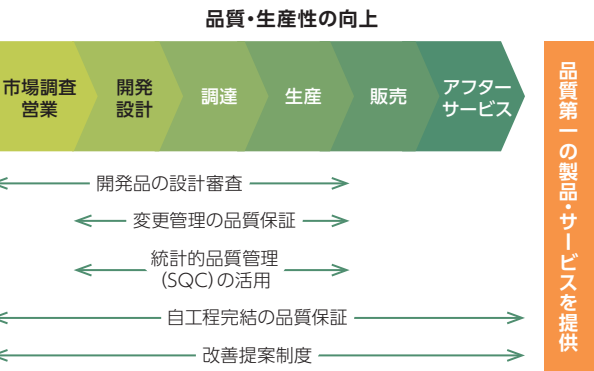 品質・生産性の向上
市場調査
営業
開発
設計
調達
生産
販売
アフター
サービス
開発品の設計審査
変更管理の品質保証
統計的品質管理
(SQC)の活用
自工程完結の品質保証
改善提案制度
品質第一の製品・サービスを提供